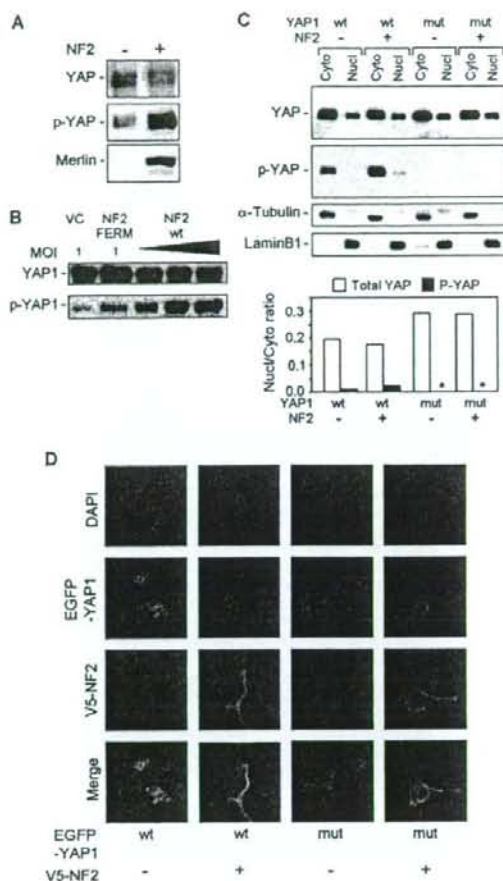 A
NF2 - +
YAP -
p-YAP -
Merlin -
B
VC NF2 FERM NF2 wt
MOI 1 1
YAP1 -
p-YAP1 -
C
YAP1 wt wt mut mut
NF2 - + - +
Cyto Nucl Cyto Nucl Cyto Nucl Cyto Nucl
YAP -
p-YAP -
α-Tubulin -
LaminB1 -
Total YAP P-YAP
Nucl/Cyto ratio
0.3
0.2
0.1
0.0
* *
YAP1 wt wt mut mut
NF2 - + - +
D
DAPI
EGFP
-YAP1
V5-NF2
Merge
EGFP wt wt mut mut
-YAP1
V5-NF2 - + - +